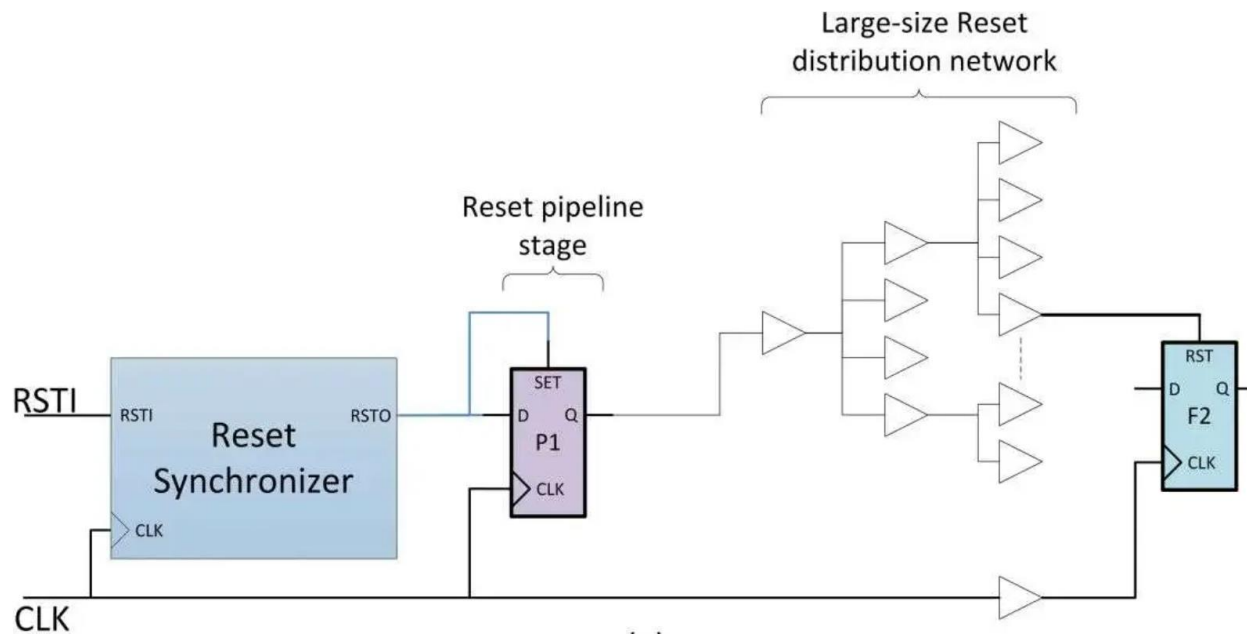 Large-size Reset
distribution network
Reset pipeline
stage
RSTI
RSTI
RSTO
Reset
Synchronizer
CLK
SET
D
Q
P1
CLK
RST
D
Q
F2
CLK
CLK